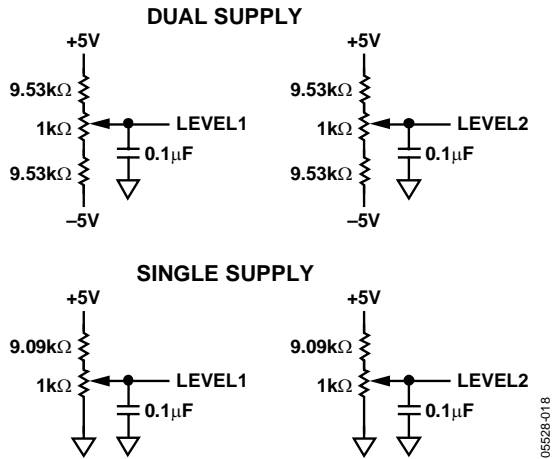 DUAL SUPPLY
+5V
+5V
9.53kΩ
9.53kΩ
1kΩ
LEVEL1
1kΩ
LEVEL2
0.1µF
0.1µF
9.53kΩ
9.53kΩ
–5V
–5V
SINGLE SUPPLY
+5V
+5V
9.09kΩ
9.09kΩ
1kΩ
LEVEL1
1kΩ
LEVEL2
0.1µF
0.1µF
05528-018